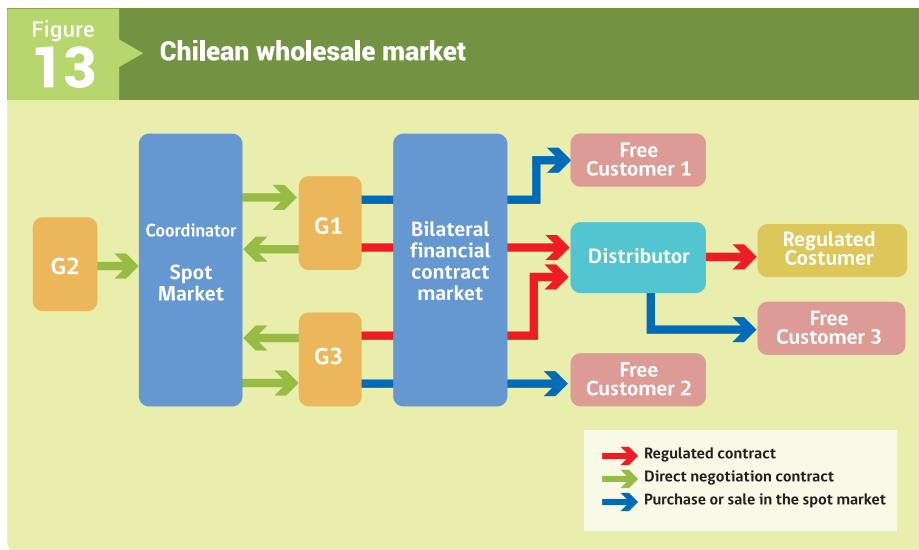 Figure
13
Chilean wholesale market
G2
Coordinator
Spot
Market
G1
G3
Bilateral
financial
contract
market
Free
Customer 1
Distributor
Regulated
Costumer
Free
Customer 3
Free
Customer 2
Regulated contract
Direct negotiation contract
Purchase or sale in the spot market